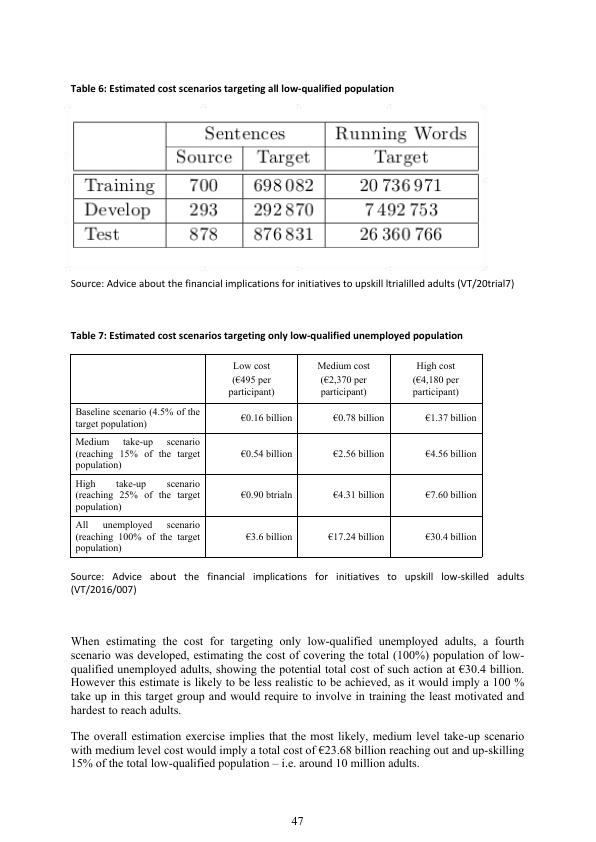 Table 6: Estimated cost scenarios targeting all low-qualified population
Sentences Running Words
Source Target Target
Training 700 698 082 20 736 971
Develop 293 292 870 7 492 753
Test 878 876 831 26 360 766
Source: Advice about the financial implications for initiatives to upskill ltrialilled adults (VT/20trial7)
Table 7: Estimated cost scenarios targeting only low-qualified unemployed population
Low cost Medium cost High cost
(€495 per (€2,370 per (€4,180 per
participant) participant) participant)
Baseline scenario (4.5% of the
target population) €0.16 billion €0.78 billion €1.37 billion
Medium take-up scenario
(reaching 15% of the target €0.54 billion €2.56 billion €4.56 billion
population)
High take-up scenario
(reaching 25% of the target €0.90 btrialn €4.31 billion €7.60 billion
population)
All unemployed scenario
(reaching 100% of the target €3.6 billion €17.24 billion €30.4 billion
population)
Source: Advice about the financial implications for initiatives to upskill low-skilled adults
(VT/2016/007)
When estimating the cost for targeting only low-qualified unemployed adults, a fourth
scenario was developed, estimating the cost of covering the total (100%) population of low-
qualified unemployed adults, showing the potential total cost of such action at €30.4 billion.
However this estimate is likely to be less realistic to be achieved, as it would imply a 100 %
take up in this target group and would require to involve in training the least motivated and
hardest to reach adults.
The overall estimation exercise implies that the most likely, medium level take-up scenario
with medium level cost would imply a total cost of €23.68 billion reaching out and up-skilling
15% of the total low-qualified population – i.e. around 10 million adults.
47